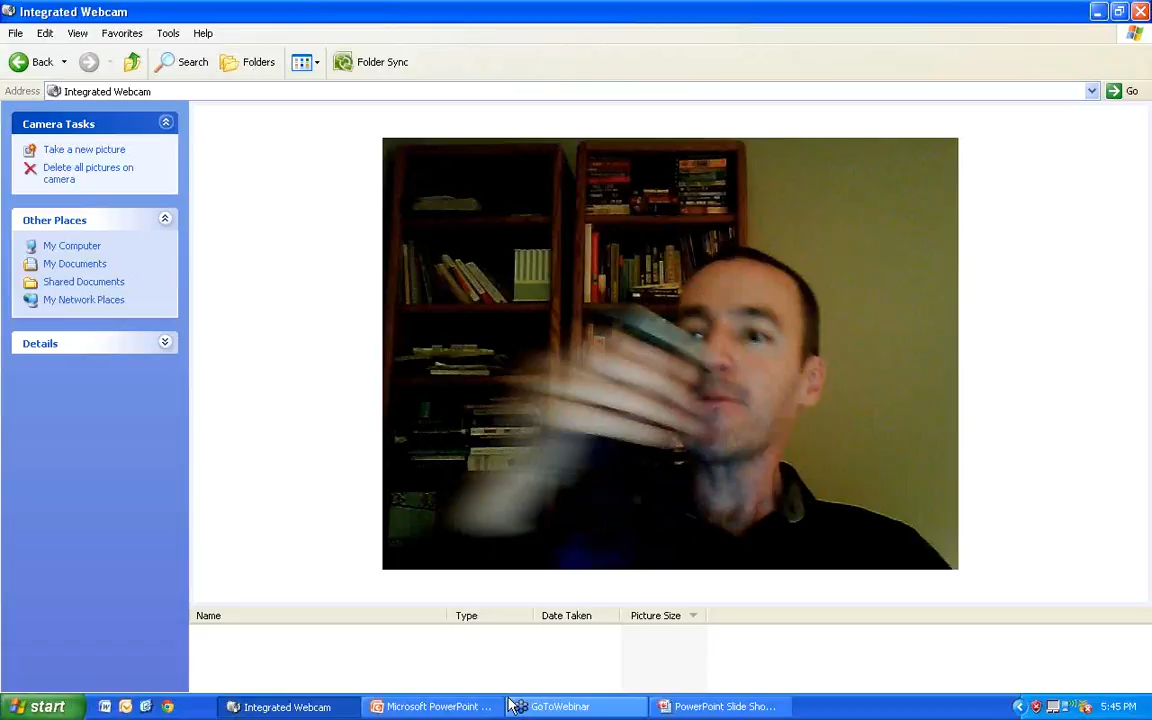 Integrated Webcam
File Edit View Favorites Tools Help
Back Search Folders Folder Sync
Address Integrated Webcam Go
Camera Tasks
Take a new picture
Delete all pictures on
camera
Other Places
My Computer
My Documents
Shared Documents
My Network Places
Details
Name Type Date Taken Picture Size
start Integrated Webcam Microsoft PowerPoint ... GoToWebinar PowerPoint Slide Sho... 5:45 PM